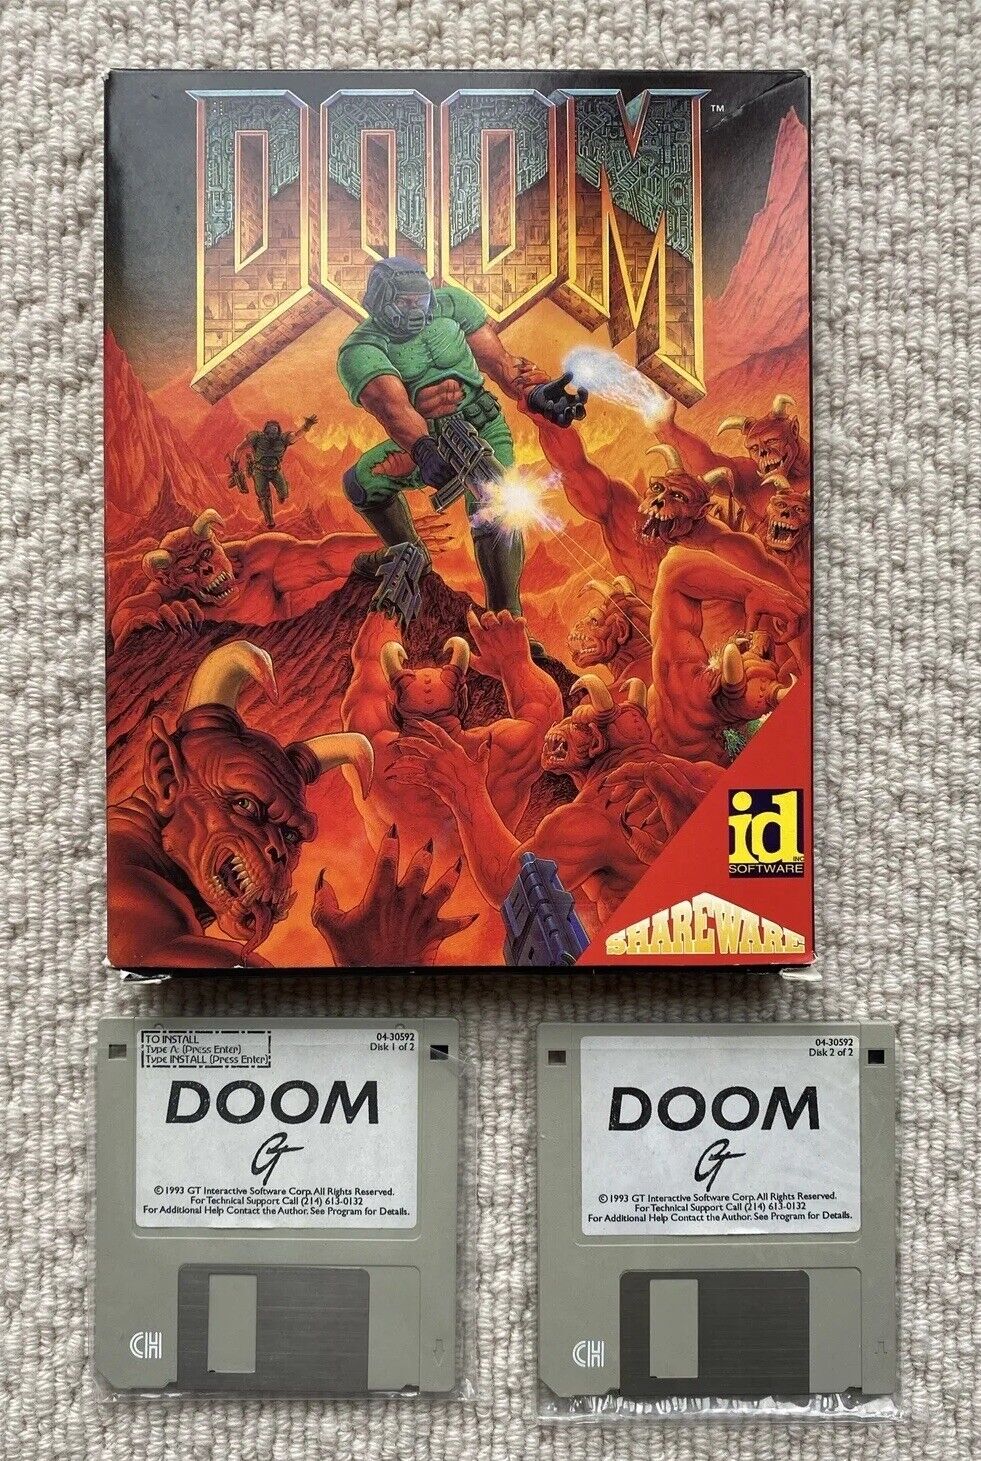 DOOM™
id
INC
SOFTWARE
SHAREWARE
TO INSTALL
Type A: (Press Enter)
Type INSTALL (Press Enter)
04-30592
Disk 1 of 2
DOOM
GT
© 1993 GT Interactive Software Corp. All Rights Reserved.
For Technical Support Call (214) 613-0132
For Additional Help Contact the Author. See Program for Details.
CH
04-30592
Disk 2 of 2
DOOM
GT
© 1993 GT Interactive Software Corp. All Rights Reserved.
For Technical Support Call (214) 613-0132
For Additional Help Contact the Author. See Program for Details.
CH